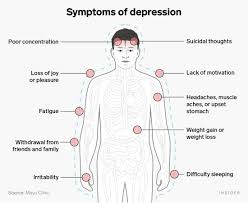 Symptoms of depression
Poor concentration
Suicidal thoughts
Loss of joy
or pleasure
Lack of motivation
Fatigue
Headaches, muscle
aches, or upset
stomach
Withdrawal from
friends and family
Weight gain or
weight loss
Irritability
Difficulty sleeping
Source: Mayo Clinic
INSIDER